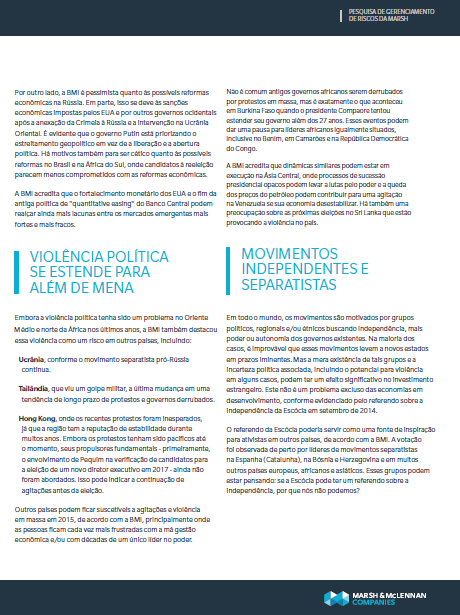 PESQUISA DE GERENCIAMENTO
DE RISCOS DA MARSH
Por outro lado, a BMI é pessimista quanto às possíveis reformas
econômicas na Rússia. Em parte, isso se deve às sanções
econômicas impostas pelos EUA e por outros governos ocidentais
após a anexação da Crimeia à Rússia e a intervenção na Ucrânia
Oriental. É evidente que o governo Putin está priorizando o
estreitamento geopolítico em vez de a liberação e a abertura
política. Há motivos também para ser cético quanto às possíveis
reformas no Brasil e na África do Sul, onde candidatos à reeleição
parecem menos comprometidos com as reformas econômicas.
A BMI acredita que o fortalecimento monetário dos EUA e o fim da
antiga política de "quantitative easing" do Banco Central podem
realçar ainda mais lacunas entre os mercados emergentes mais
fortes e mais fracos.
VIOLÊNCIA POLÍTICA
SE ESTENDE PARA
ALÉM DE MENA
Embora a violência política tenha sido um problema no Oriente
Médio e norte da África nos últimos anos, a BMI também destacou
essa violência como um risco em outros países, incluindo:
Ucrânia, conforme o movimento separatista pró-Rússia
continua.
Tailândia, que viu um golpe militar, a última mudança em uma
tendência de longo prazo de protestos e governos derrubados.
Hong Kong, onde os recentes protestos foram inesperados,
já que a região tem a reputação de estabilidade durante
muitos anos. Embora os protestos tenham sido pacíficos até
o momento, seus propulsores fundamentais - primeiramente,
o envolvimento de Pequim na verificação de candidatos para
a eleição de um novo diretor executivo em 2017 - ainda não
foram abordados. Isso pode indicar a continuação de
agitações antes da eleição.
Outros países podem ficar suscetíveis a agitações e violência
em massa em 2015, de acordo com a BMI, principalmente onde
as pessoas ficam cada vez mais frustradas com a má gestão
econômica e/ou com décadas de um único líder no poder.
Não é comum antigos governos africanos serem derrubados
por protestos em massa, mas é exatamente o que aconteceu
em Burkina Faso quando o presidente Compaoré tentou
estender seu governo além dos 27 anos. Esses eventos podem
dar uma pausa para líderes africanos igualmente situados,
inclusive no Benim, em Camarões e na República Democrática
do Congo.
A BMI acredita que dinâmicas similares podem estar em
execução na Ásia Central, onde processos de sucessão
presidencial opacos podem levar a lutas pelo poder e a queda
dos preços do petróleo podem contribuir para uma agitação
na Venezuela se sua economia desestabilizar. Há também uma
preocupação sobre as próximas eleições no Sri Lanka que estão
provocando a violência no país.
MOVIMENTOS
INDEPENDENTES E
SEPARATISTAS
Em todo o mundo, os movimentos são motivados por grupos
políticos, regionais e/ou étnicos buscando independência, mais
poder ou autonomia dos governos existentes. Na maioria dos
casos, é improvável que esses movimentos levem a novos estados
em prazos iminentes. Mas a mera existência de tais grupos e a
incerteza política associada, incluindo o potencial para violência
em alguns casos, podem ter um efeito significativo no investimento
estrangeiro. Este não é um problema exclusivo das economias em
desenvolvimento, conforme evidenciado pelo referendo sobre a
independência da Escócia em setembro de 2014.
O referendo da Escócia poderia servir como uma fonte de inspiração
para ativistas em outros países, de acordo com a BMI. A votação
foi observada de perto por líderes de movimentos separatistas
na Espanha (Catalunha), na Bósnia e Herzegovina e em muitos
outros países europeus, africanos e asiáticos. Esses grupos podem
estar pensando: se a Escócia pode ter um referendo sobre a
independência, por que nós não podemos?
MARSH & McLENNAN
COMPANIES